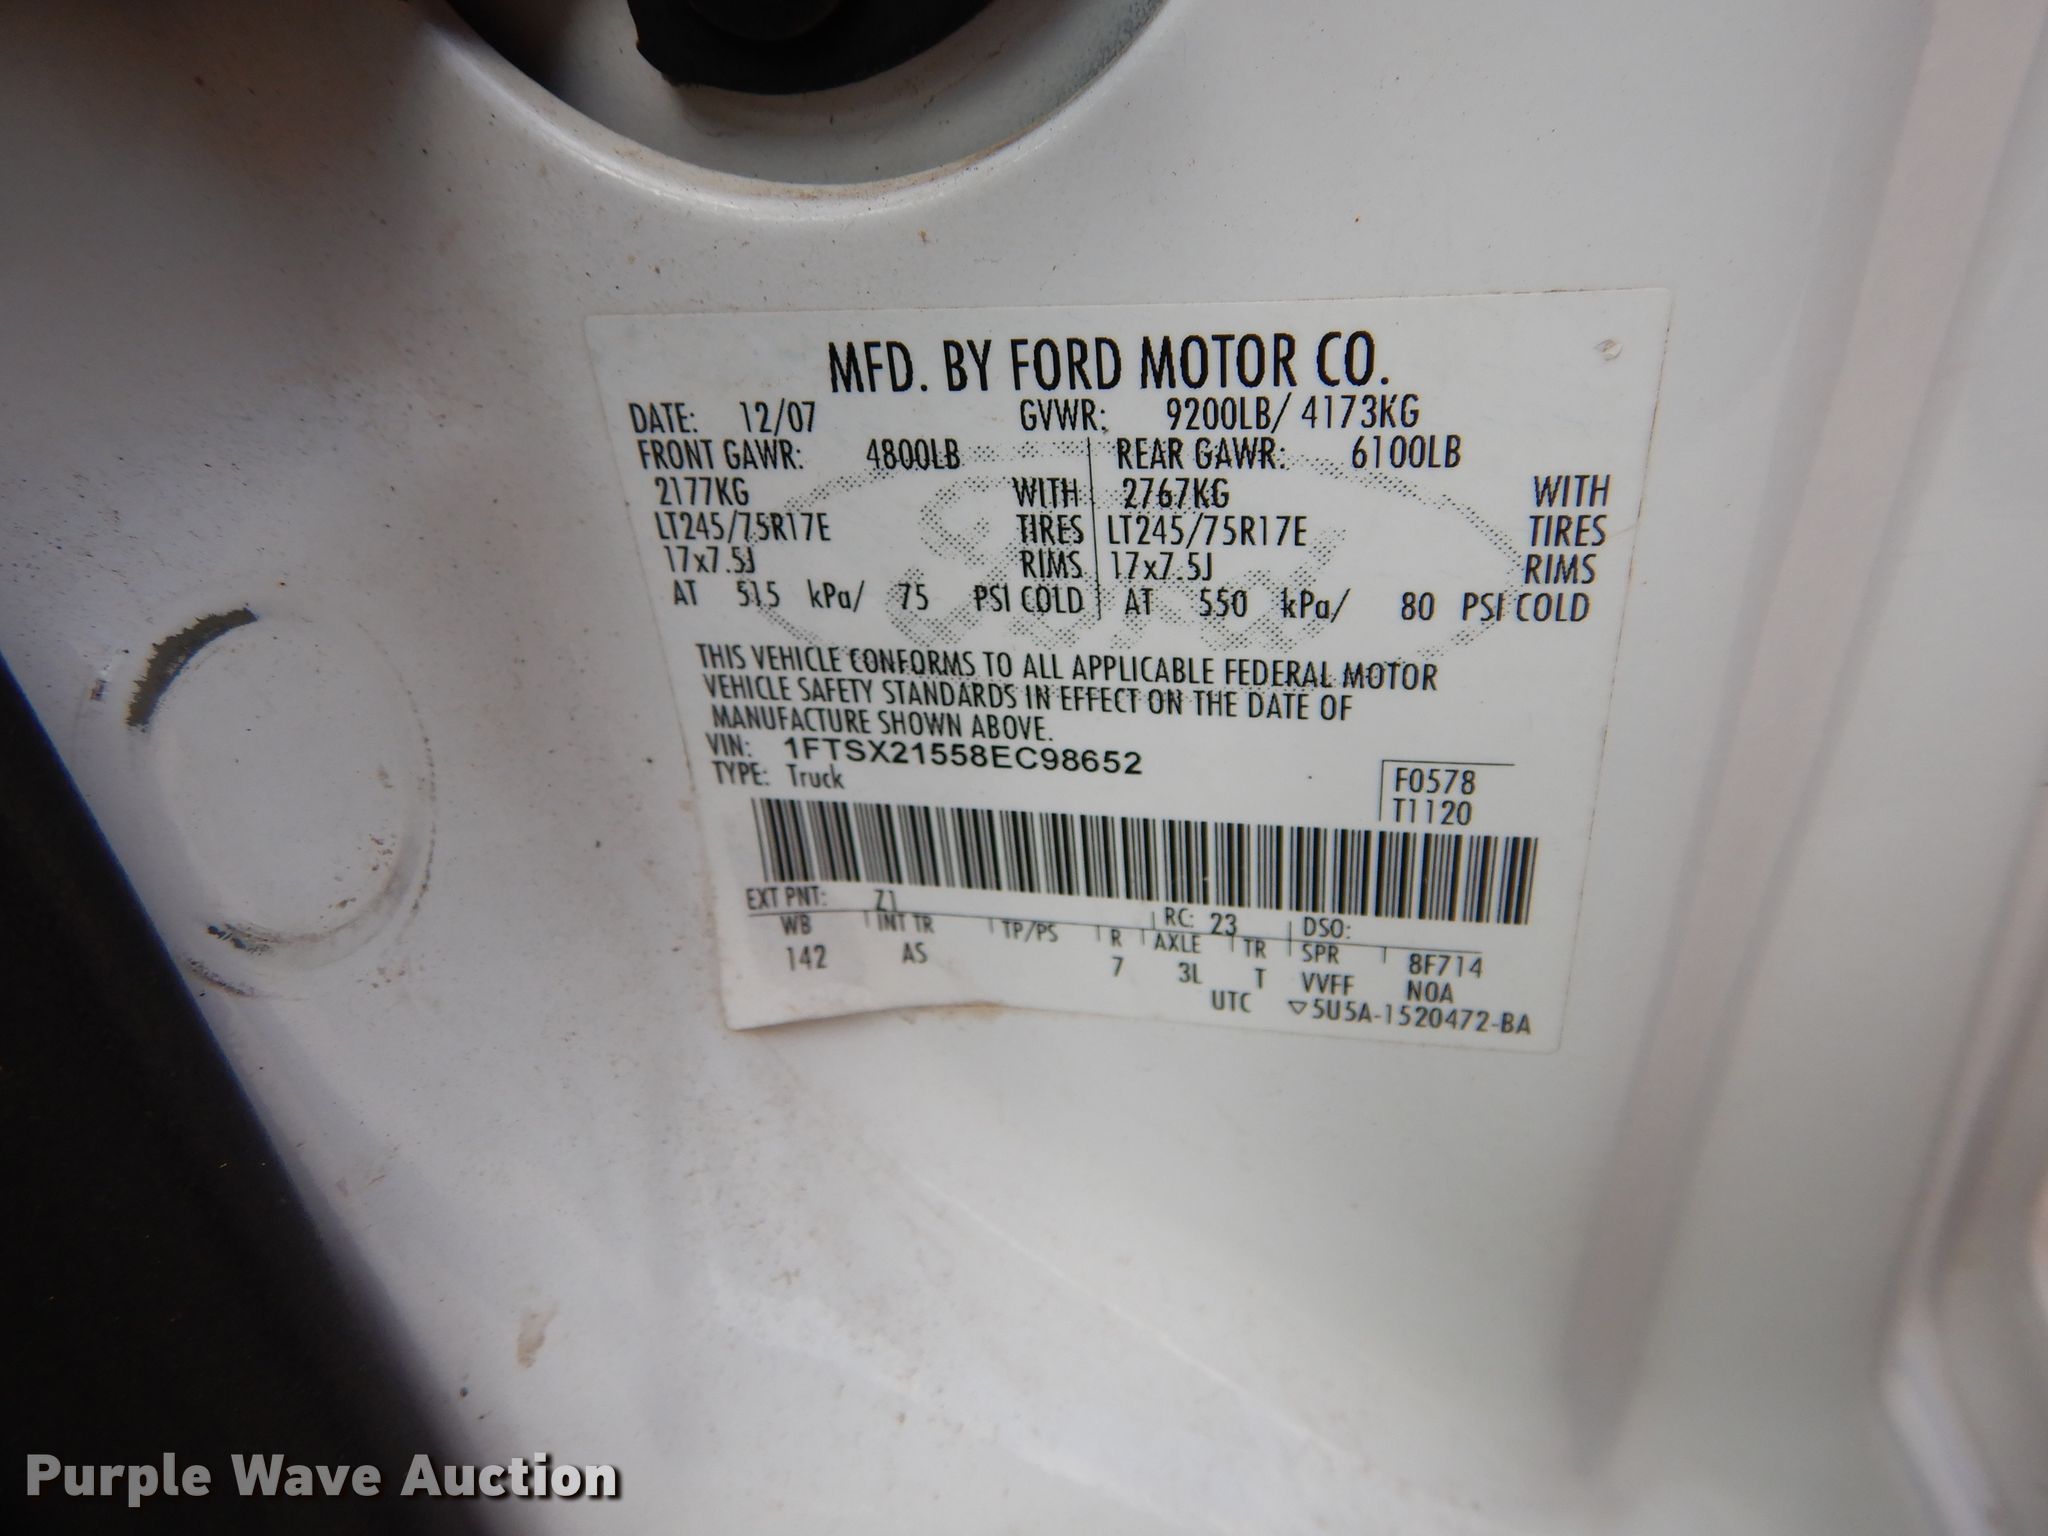 MFD. BY FORD MOTOR CO.
DATE: 12/07 GVWR: 9200LB/ 4173KG
FRONT GAWR: 4800LB REAR GAWR: 6100LB
2177KG WITH 2767KG WITH
LT245/75R17E TIRES LT245/75R17E TIRES
17x7.5J RIMS 17x7.5J RIMS
AT 515 kPa/ 75 PSI COLD AT 550 kPa/ 80 PSI COLD
THIS VEHICLE CONFORMS TO ALL APPLICABLE FEDERAL MOTOR
VEHICLE SAFETY STANDARDS IN EFFECT ON THE DATE OF
MANUFACTURE SHOWN ABOVE.
VIN: 1FTSX21558EC98652
TYPE: Truck
F0578
T1120
EXT PNT: Z1 RC: 23 DSO:
WB INT TR TP/PS R AXLE TR SPR 8F714
142 AS 7 3L T VVFF N0A
UTC ▽5U5A-1520472-BA
Purple Wave Auction